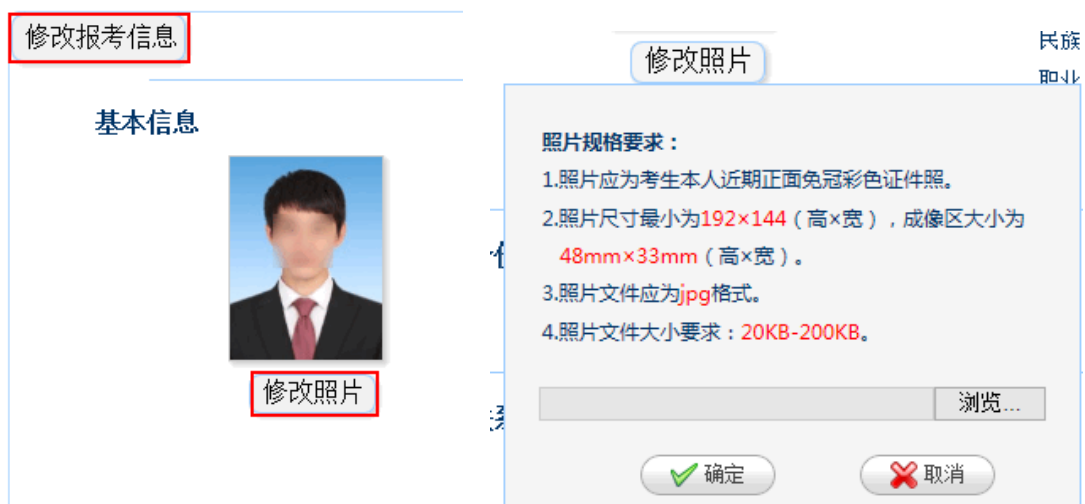 修改报考信息
基本信息
修改照片
修改照片
民族
照片规格要求：
1.照片应为考生本人近期正面免冠彩色证件照。
2.照片尺寸最小为192×144（高×宽），成像区大小为
48mm×33mm（高×宽）。
3.照片文件应为jpg格式。
4.照片文件大小要求：20KB-200KB。
浏览...
确定
取消